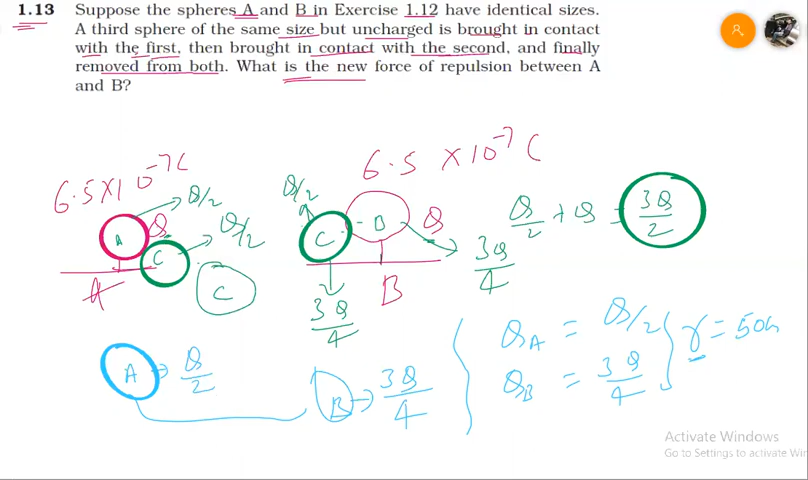 1.13 Suppose the spheres A and B in Exercise 1.12 have identical sizes.
A third sphere of the same size but uncharged is brought in contact
with the first, then brought in contact with the second, and finally
removed from both. What is the new force of repulsion between A
and B?
6.5 × 10⁻⁷ C
6.5 × 10⁻⁷ C
Q/2
Q/2
Q/2 + Q = 3Q/2
A Q
Q/2
C B Q
C
C
3Q/4
A
B
3Q/4
A → Q/2
B → 3Q/4
Q_A = Q/2
Q_B = 3Q/4
r = 50
Activate Windows
Go to Settings to activate Win